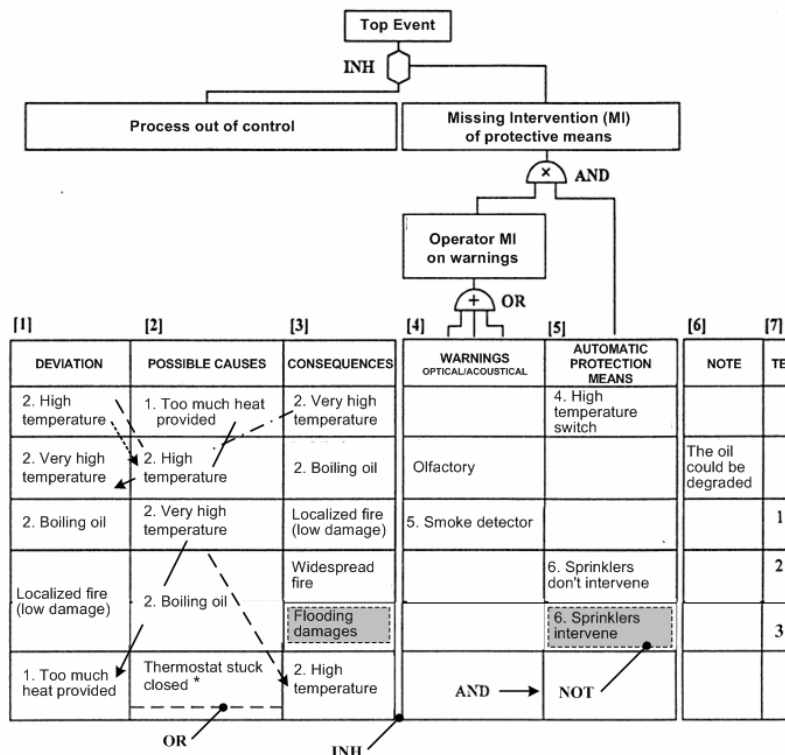 Top Event
INH
Process out of control
Missing Intervention (MI)
of protective means
×
AND
Operator MI
on warnings
+
OR
[1]
[2]
[3]
[4]
[5]
[6]
[7]
DEVIATION
POSSIBLE CAUSES
CONSEQUENCES
WARNINGS
OPTICAL/ACOUSTICAL
AUTOMATIC
PROTECTION
MEANS
NOTE
TE
2. High
temperature
1. Too much heat
provided
2. Very high
temperature
4. High
temperature
switch
2. Very high
temperature
2. High
temperature
2. Boiling oil
Olfactory
The oil
could be
degraded
2. Boiling oil
2. Very high
temperature
Localized fire
(low damage)
5. Smoke detector
1
Localized fire
(low damage)
2. Boiling oil
Widespread
fire
6. Sprinklers
don't intervene
2
Flooding
damages
6. Sprinklers
intervene
3
1. Too much
heat provided
Thermostat stuck
closed *
2. High
temperature
AND
NOT
OR
INH